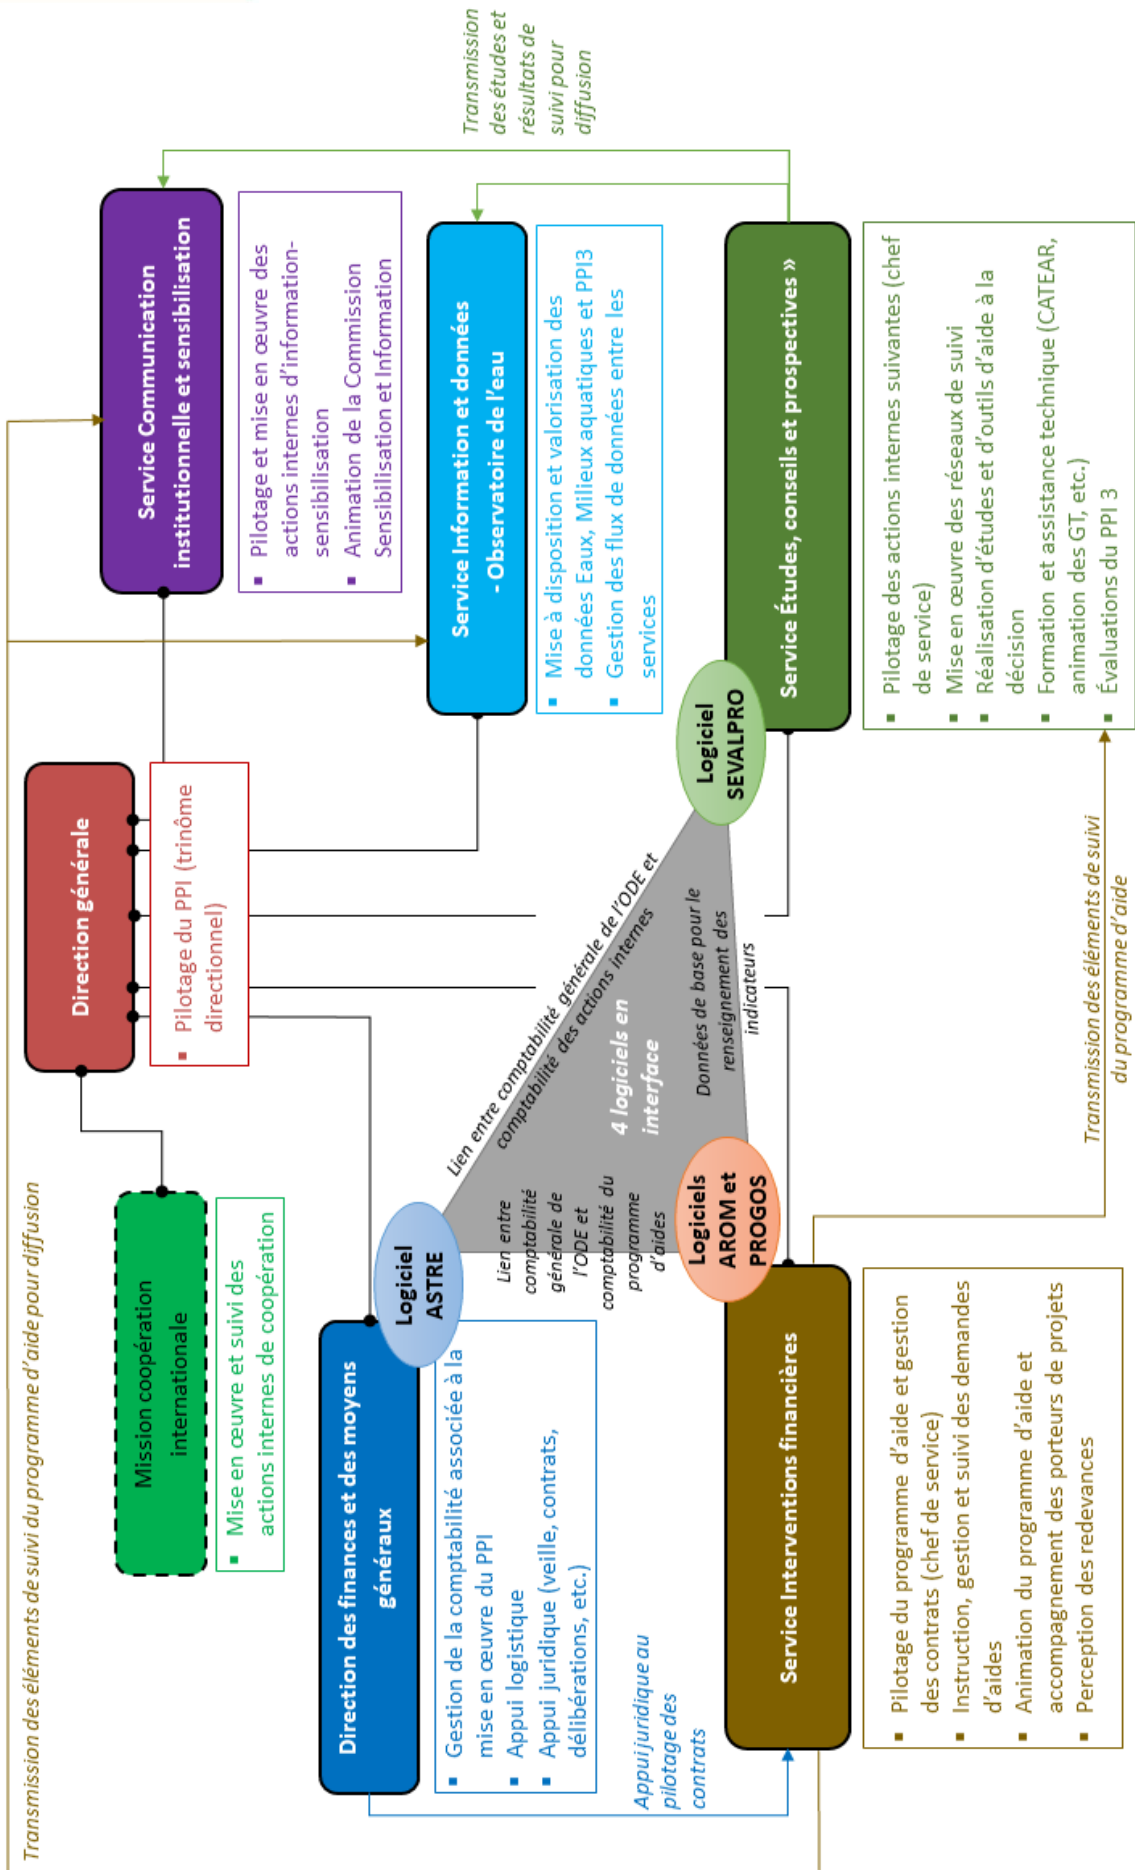 Transmission des éléments de suivi du programme d'aide pour diffusion
Mission coopération
internationale
▪ Mise en œuvre et suivi des
actions internes de coopération
Direction générale
▪ Pilotage du PPI (trinôme
directionnel)
Service Communication
institutionnelle et sensibilisation
▪ Pilotage et mise en œuvre des
actions internes d'information-
sensibilisation
▪ Animation de la Commission
Sensibilisation et Information
Transmission
des études et
résultats de
suivi pour
diffusion
Direction des finances et des moyens
généraux
▪ Gestion de la comptabilité associée à la
mise en œuvre du PPI
▪ Appui logistique
▪ Appui juridique (veille, contrats,
délibérations, etc.)
Logiciel
ASTRE
Service Information et données
- Observatoire de l'eau
▪ Mise à disposition et valorisation des
données Eaux, Milieux aquatiques et PPI3
▪ Gestion des flux de données entre les
services
Lien entre comptabilité générale de l'ODE et
comptabilité des actions internes
Lien entre
comptabilité
générale de
l'ODE et
comptabilité du
programme
d'aides
4 logiciels en
interface
Données de base pour le
renseignement des
indicateurs
Logiciel
SEVALPRO
Logiciels
AROM et
PROGOS
Appui juridique au
pilotage des
contrats
Service Interventions financières
▪ Pilotage du programme d'aide et gestion
des contrats (chef de service)
▪ Instruction, gestion et suivi des demandes
d'aides
▪ Animation du programme d'aide et
accompagnement des porteurs de projets
▪ Perception des redevances
Transmission des éléments de suivi
du programme d'aide
Service Études, conseils et prospectives »
▪ Pilotage des actions internes suivantes (chef
de service)
▪ Mise en œuvre des réseaux de suivi
▪ Réalisation d'études et d'outils d'aide à la
décision
▪ Formation et assistance technique (CATEAR,
animation des GT, etc.)
▪ Évaluations du PPI 3